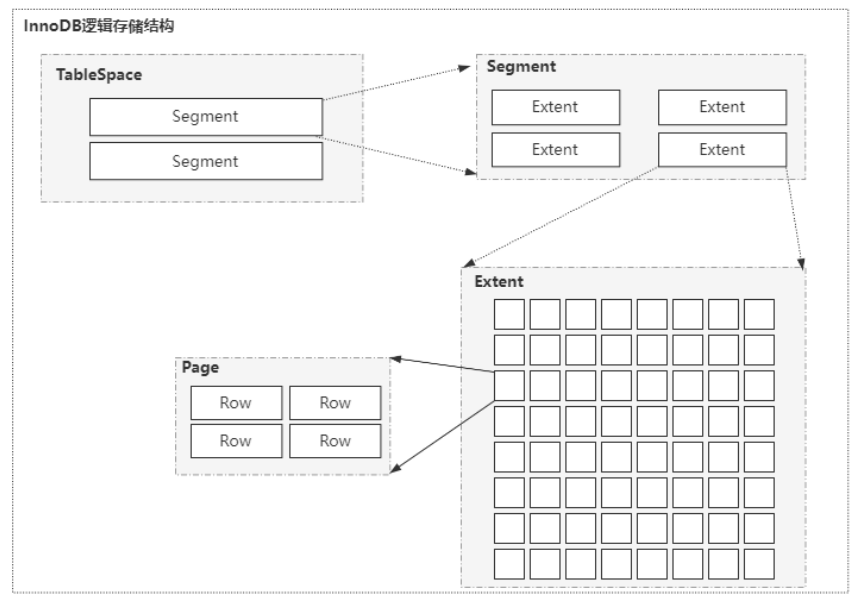 InnoDB逻辑存储结构
TableSpace
Segment
Segment
Segment
Extent
Extent
Extent
Extent
Extent
Page
Row
Row
Row
Row